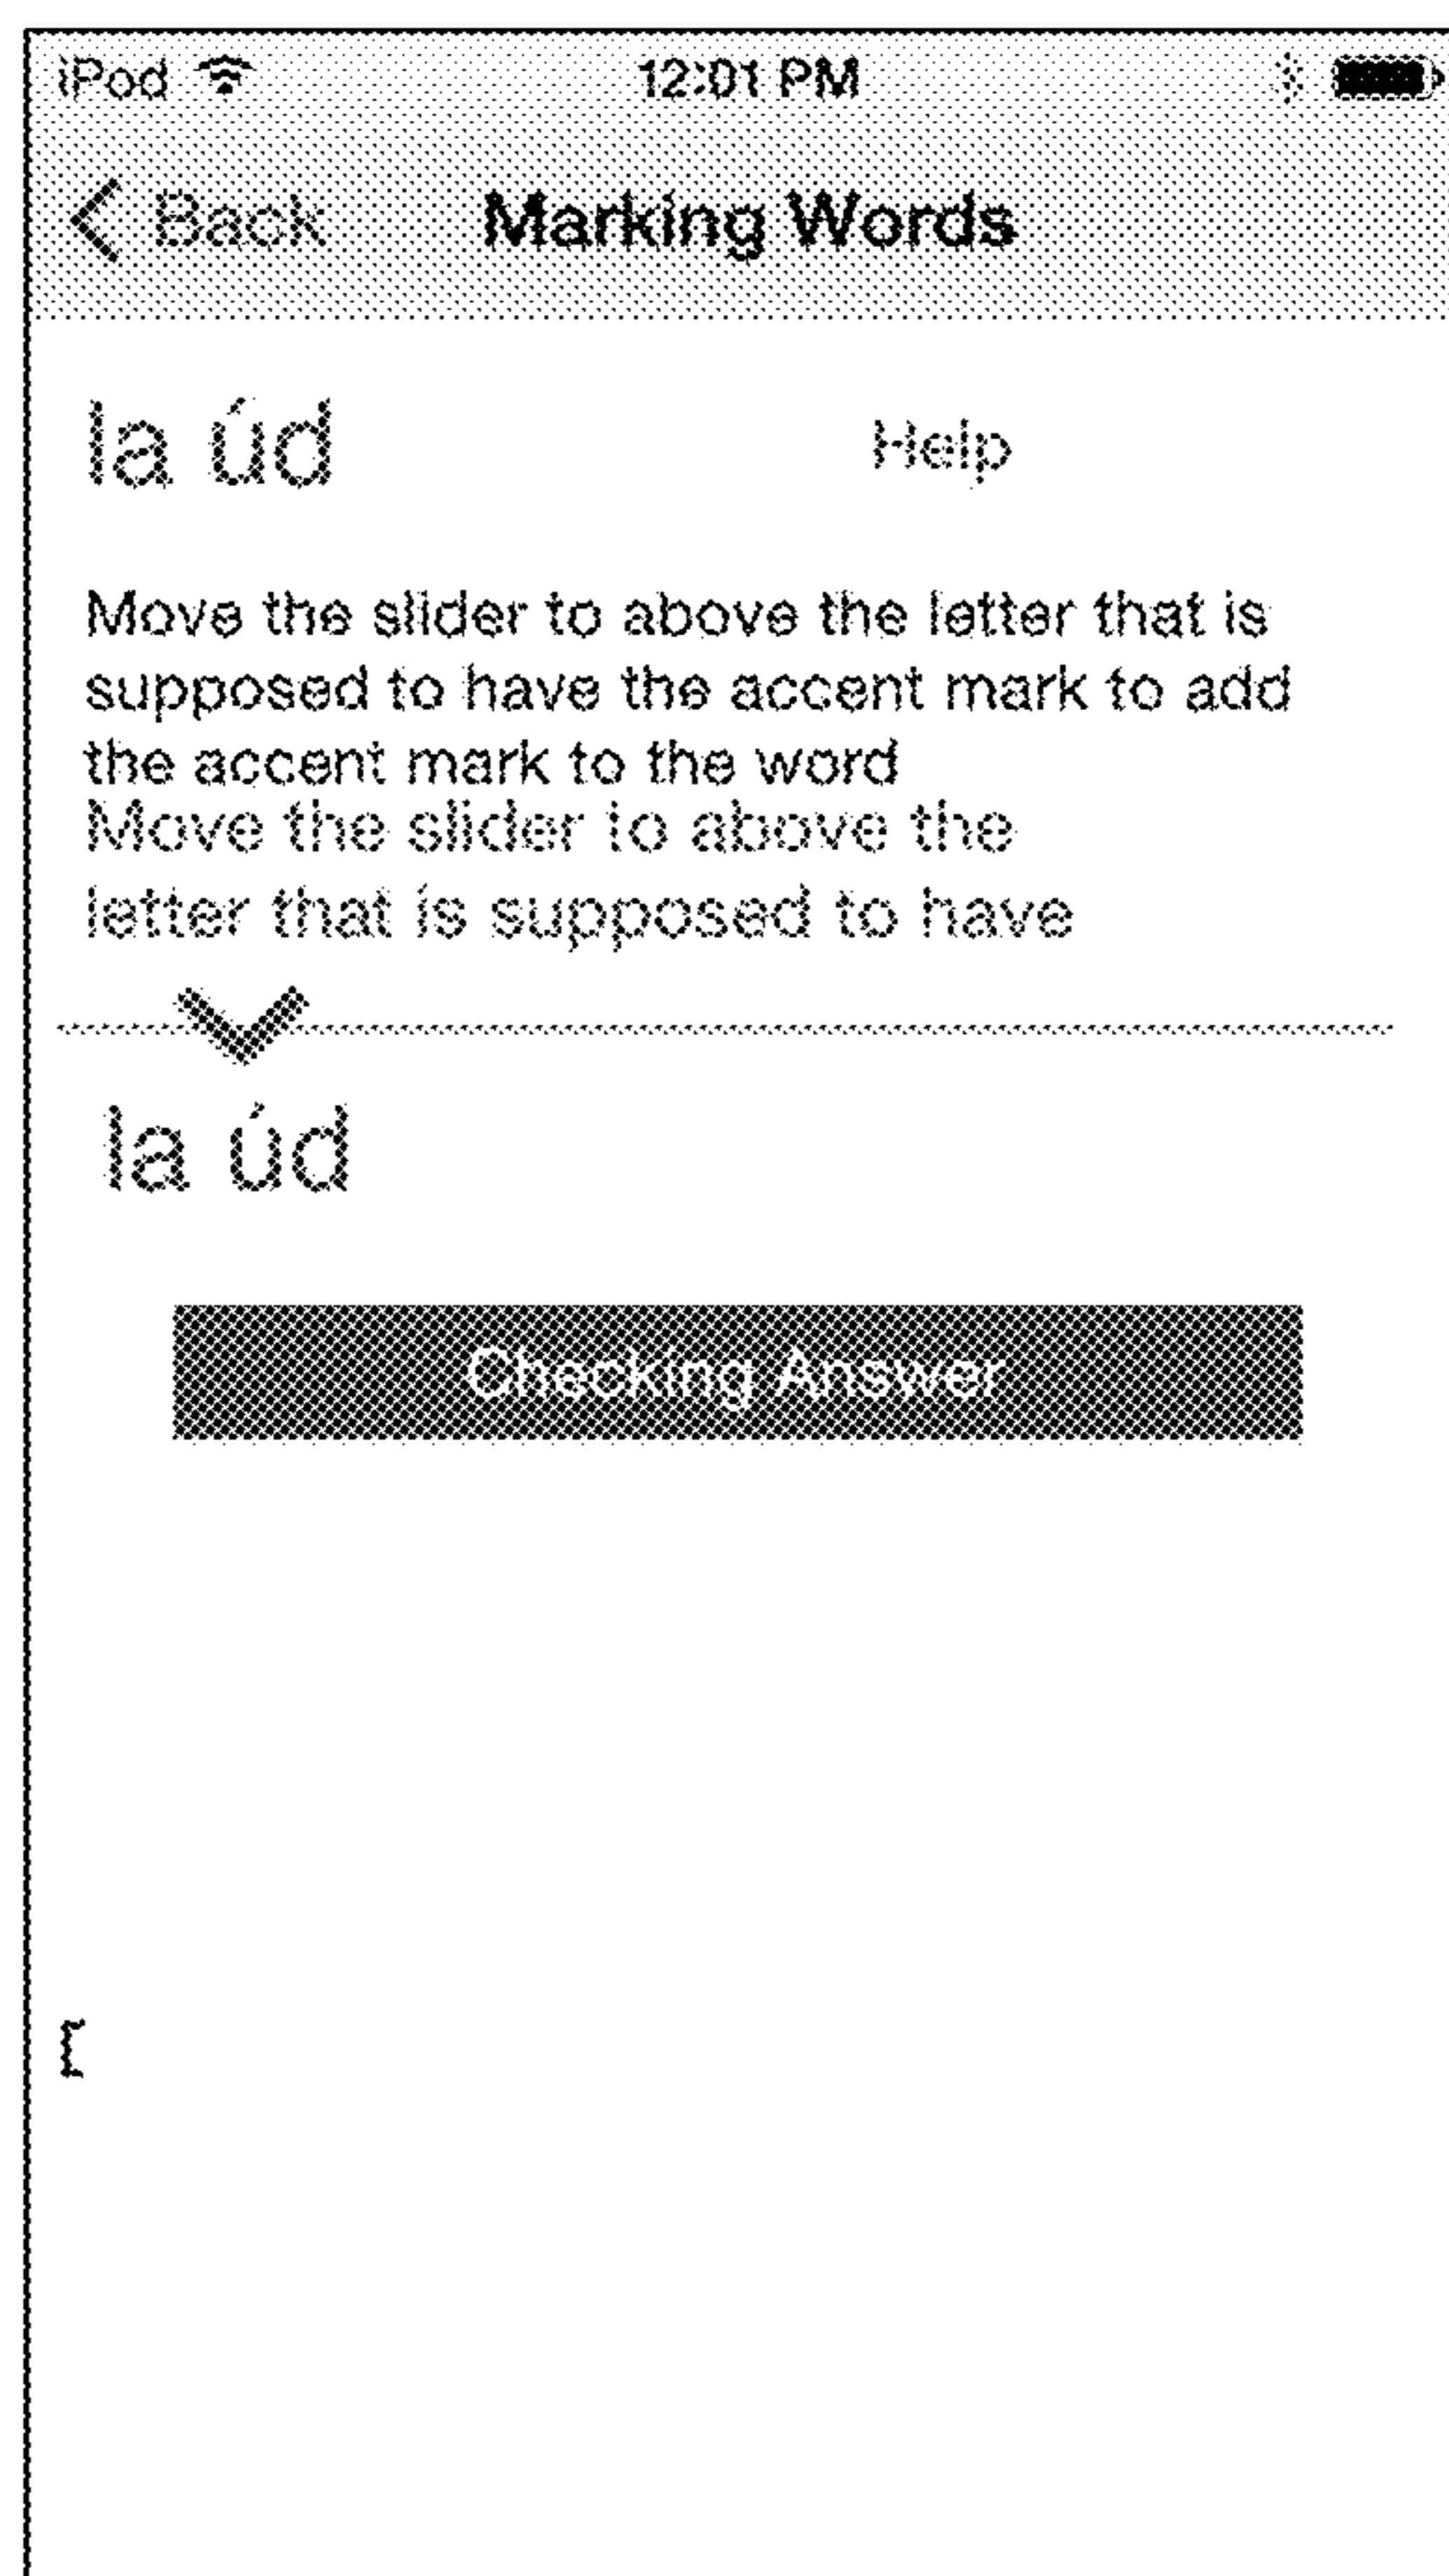 iPod 12:01 PM
Back Marking Words
la úd Help
Move the slider to above the letter that is
supposed to have the accent mark to add
the accent mark to the word
Move the slider to above the
letter that is supposed to have
la úd
Checking Answer
[